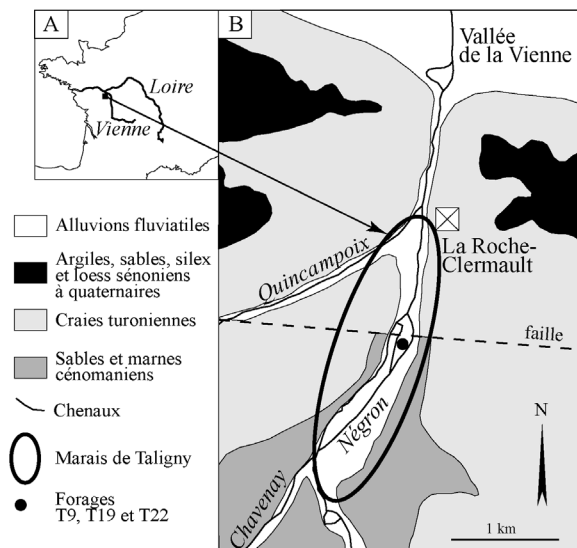 A
Loire
Vienne
Alluvions fluviatiles
Argiles, sables, silex
et loess sénoniens
à quaternaires
Craies turoniennes
Sables et marnes
cénomaniens
Chenaux
Marais de Taligny
Forages
T9, T19 et T22
B
Vallée
de la Vienne
La Roche-
Clermault
Quincampoix
faille
Négron
Chavenay
N
1 km